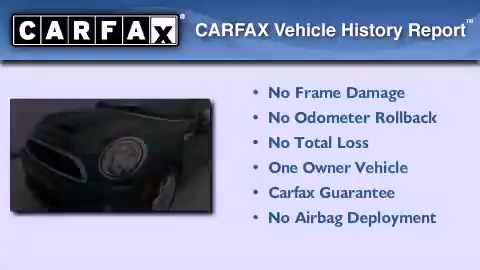 CARFAX®
CARFAX Vehicle History Report™
• No Frame Damage
• No Odometer Rollback
• No Total Loss
• One Owner Vehicle
• Carfax Guarantee
• No Airbag Deployment